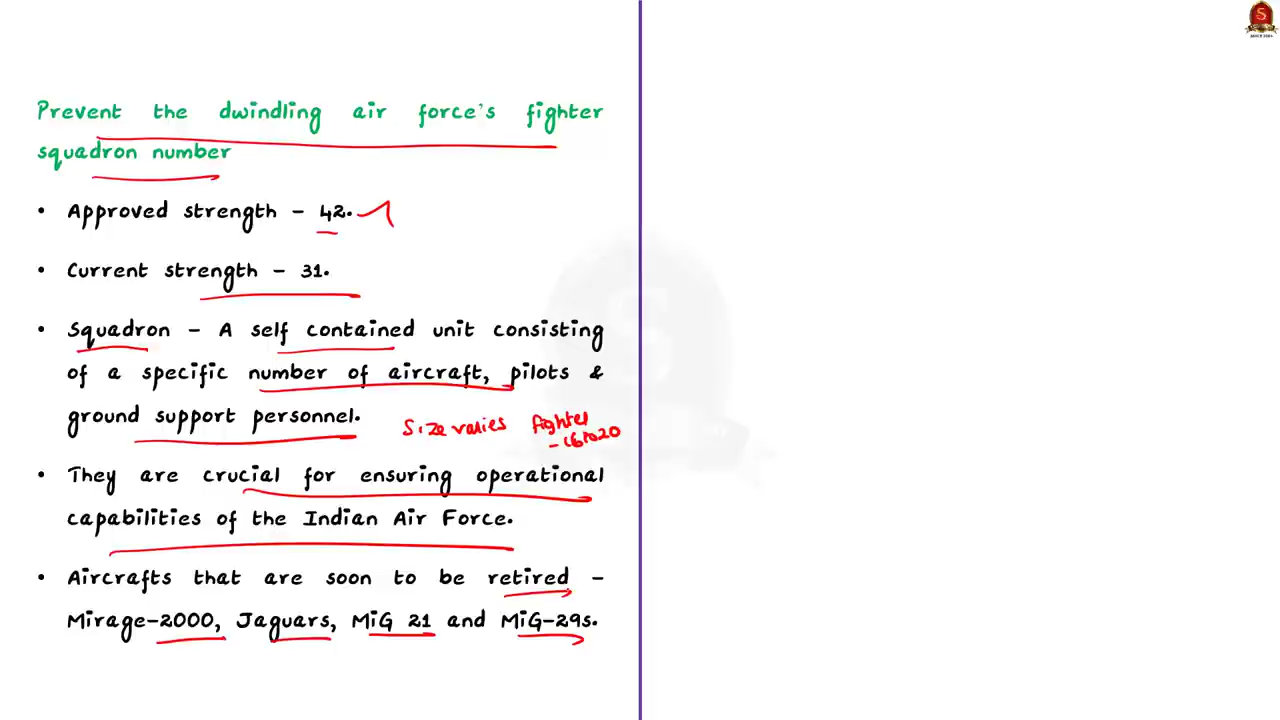 Prevent the dwindling air force's fighter
squadron number
• Approved strength - 42.
• Current strength - 31.
• Squadron - A self contained unit consisting
of a specific number of aircraft, pilots &
ground support personnel.
Size varies fighter
- 16 to 20
• They are crucial for ensuring operational
capabilities of the Indian Air Force.
• Aircrafts that are soon to be retired -
Mirage-2000, Jaguars, MiG 21 and MiG-29s.
S